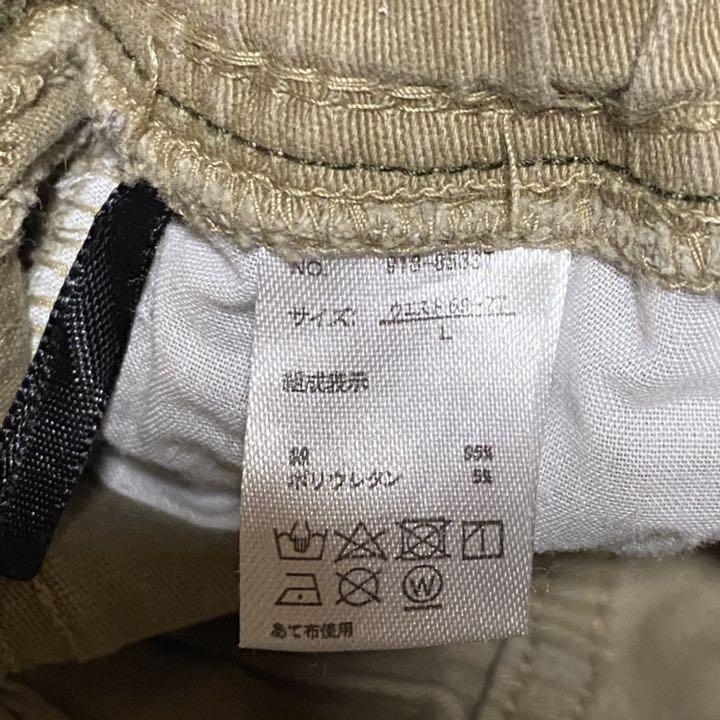 NO.
サイズ: ウエスト69-77
L
組成表示
綿 95%
ポリウレタン 5%
W
あて布使用